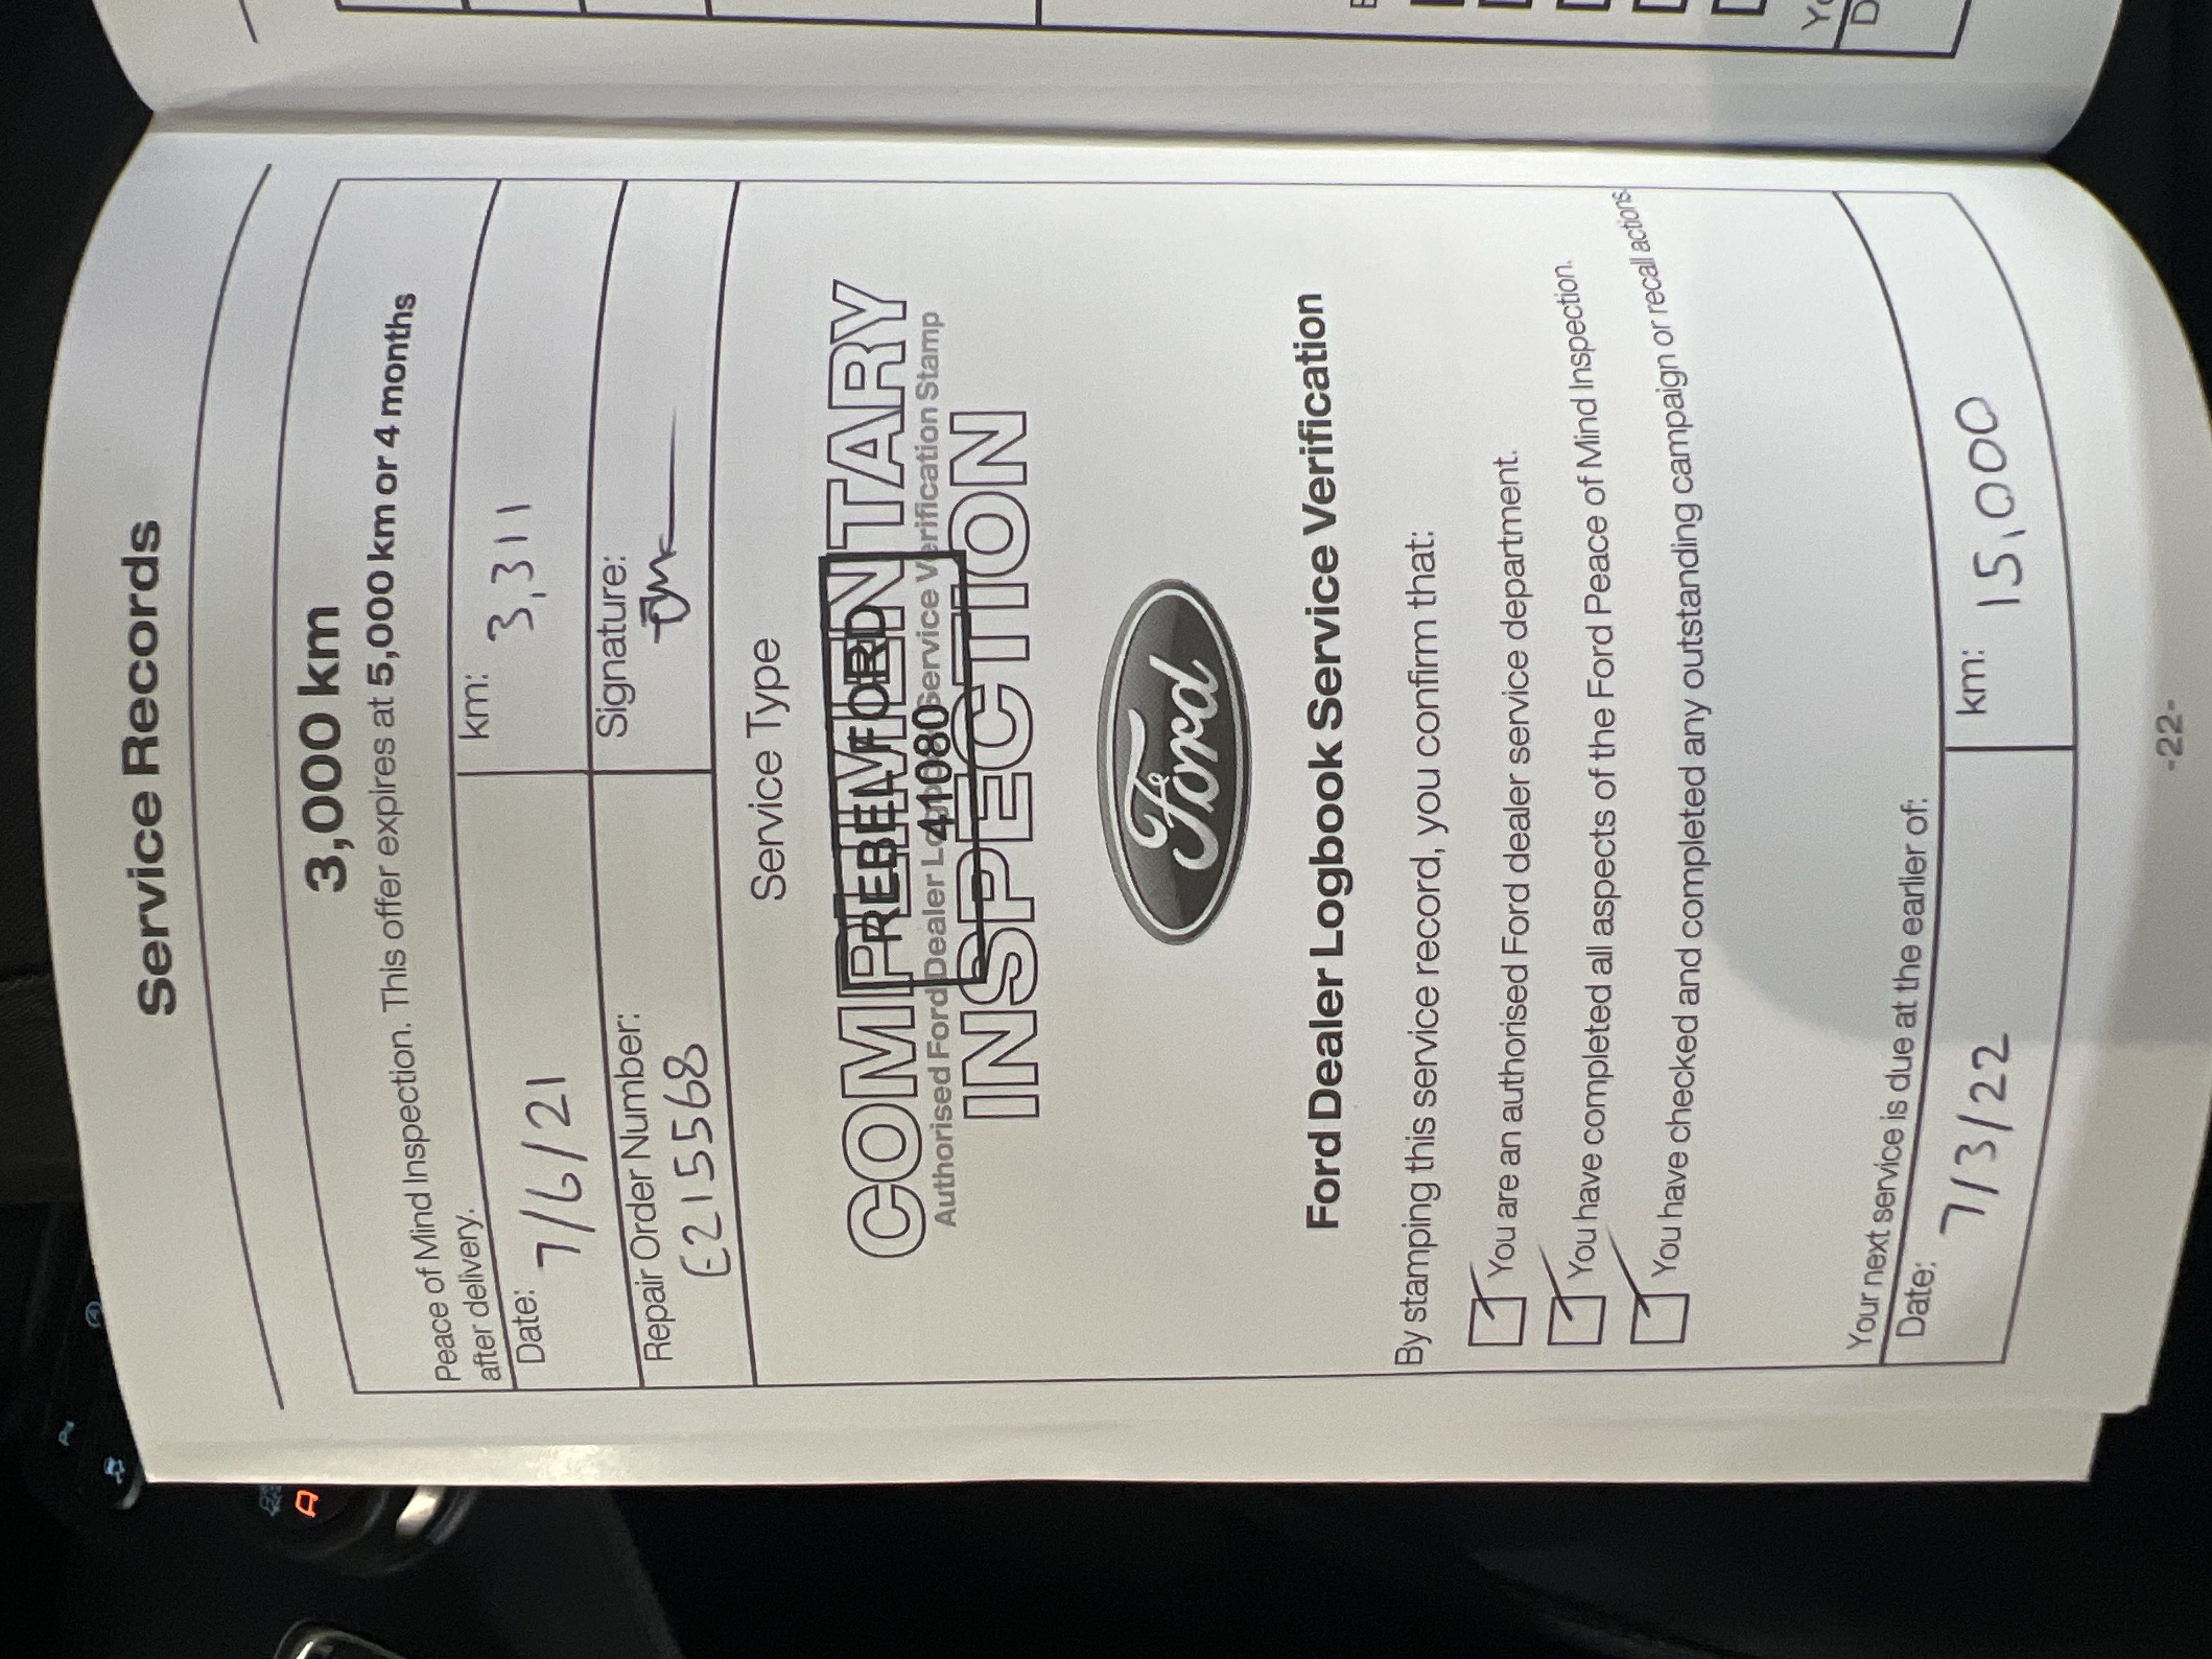 Service Records
3,000 km
Peace of Mind Inspection. This offer expires at 5,000 km or 4 months
after delivery.
Date: 7/6/21 km: 3,311
Repair Order Number: E215568 Signature:
Service Type
COMPLIMENTARY
PREBEM FORD
Authorised Ford Dealer Logbook Service Verification Stamp
41080
INSPECTION
Ford
Ford Dealer Logbook Service Verification
By stamping this service record, you confirm that:
You are an authorised Ford dealer service department.
You have completed all aspects of the Ford Peace of Mind Inspection.
You have checked and completed any outstanding campaign or recall actions.
Your next service is due at the earlier of:
Date: 7/3/22 km: 15,000
-22-